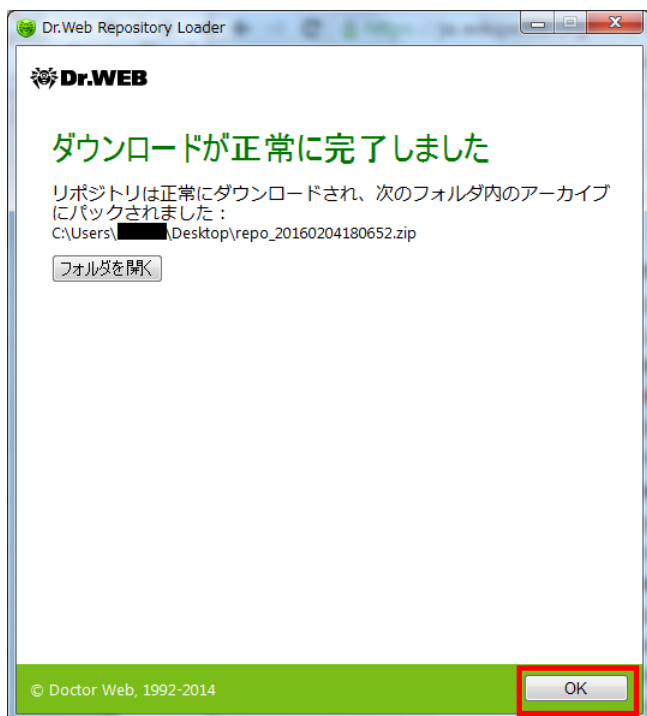 Dr.Web Repository Loader
Dr.WEB
ダウンロードが正常に完了しました
リポジトリは正常にダウンロードされ、次のフォルダ内のアーカイブ
にパックされました：
C:\Users\ \Desktop\repo_20160204180652.zip
フォルダを開く
© Doctor Web, 1992-2014
OK